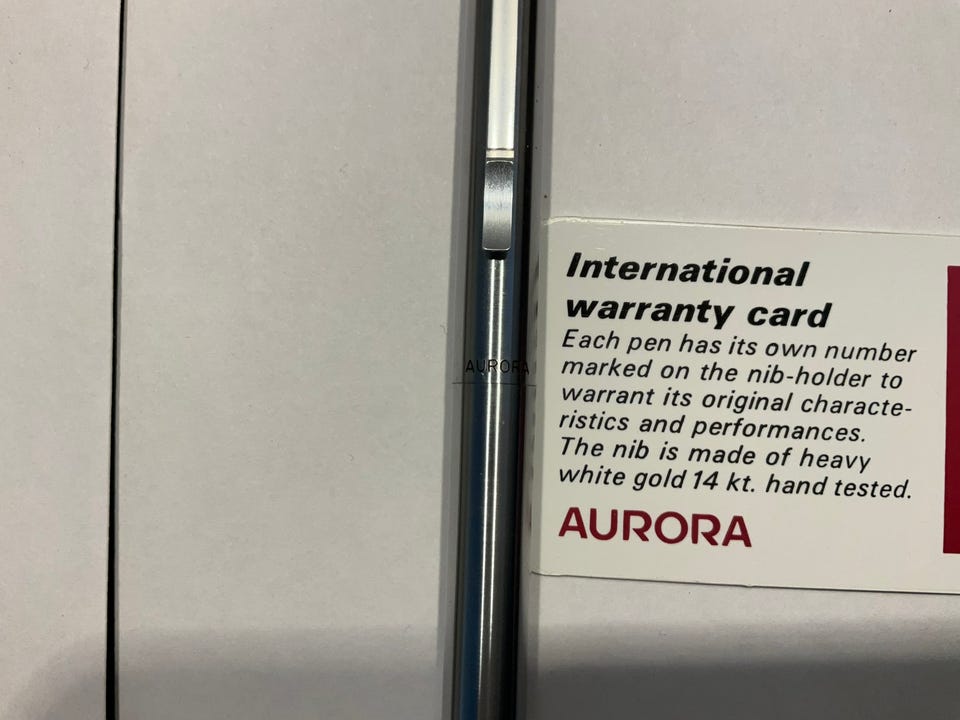 AURORA
International
warranty card
Each pen has its own number
marked on the nib-holder to
warrant its original characte-
ristics and performances.
The nib is made of heavy
white gold 14 kt. hand tested.
AURORA